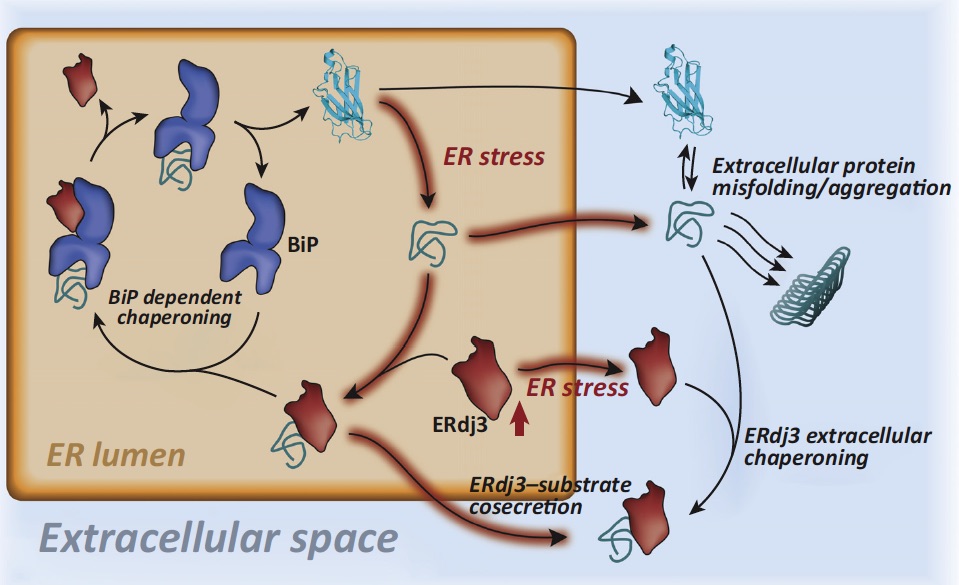 ER stress
Extracellular protein
misfolding/aggregation
BiP
BiP dependent
chaperoning
ER stress
ERdj3
ERdj3 extracellular
chaperoning
ER lumen
ERdj3–substrate
cosecretion
Extracellular space